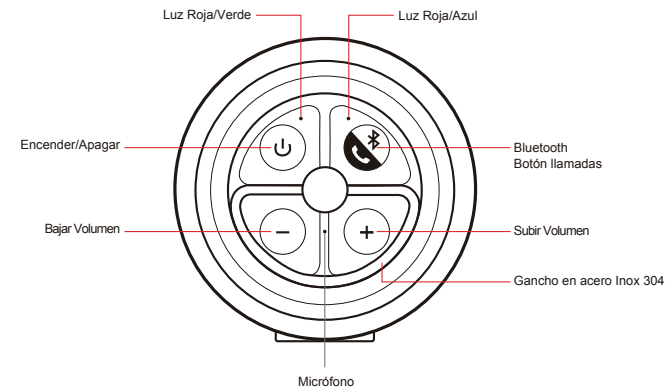 Luz Roja/Verde
Luz Roja/Azul
Encender/Apagar
Bluetooth
Botón llamadas
Bajar Volumen
Subir Volumen
Gancho en acero Inox 304
Micrófono